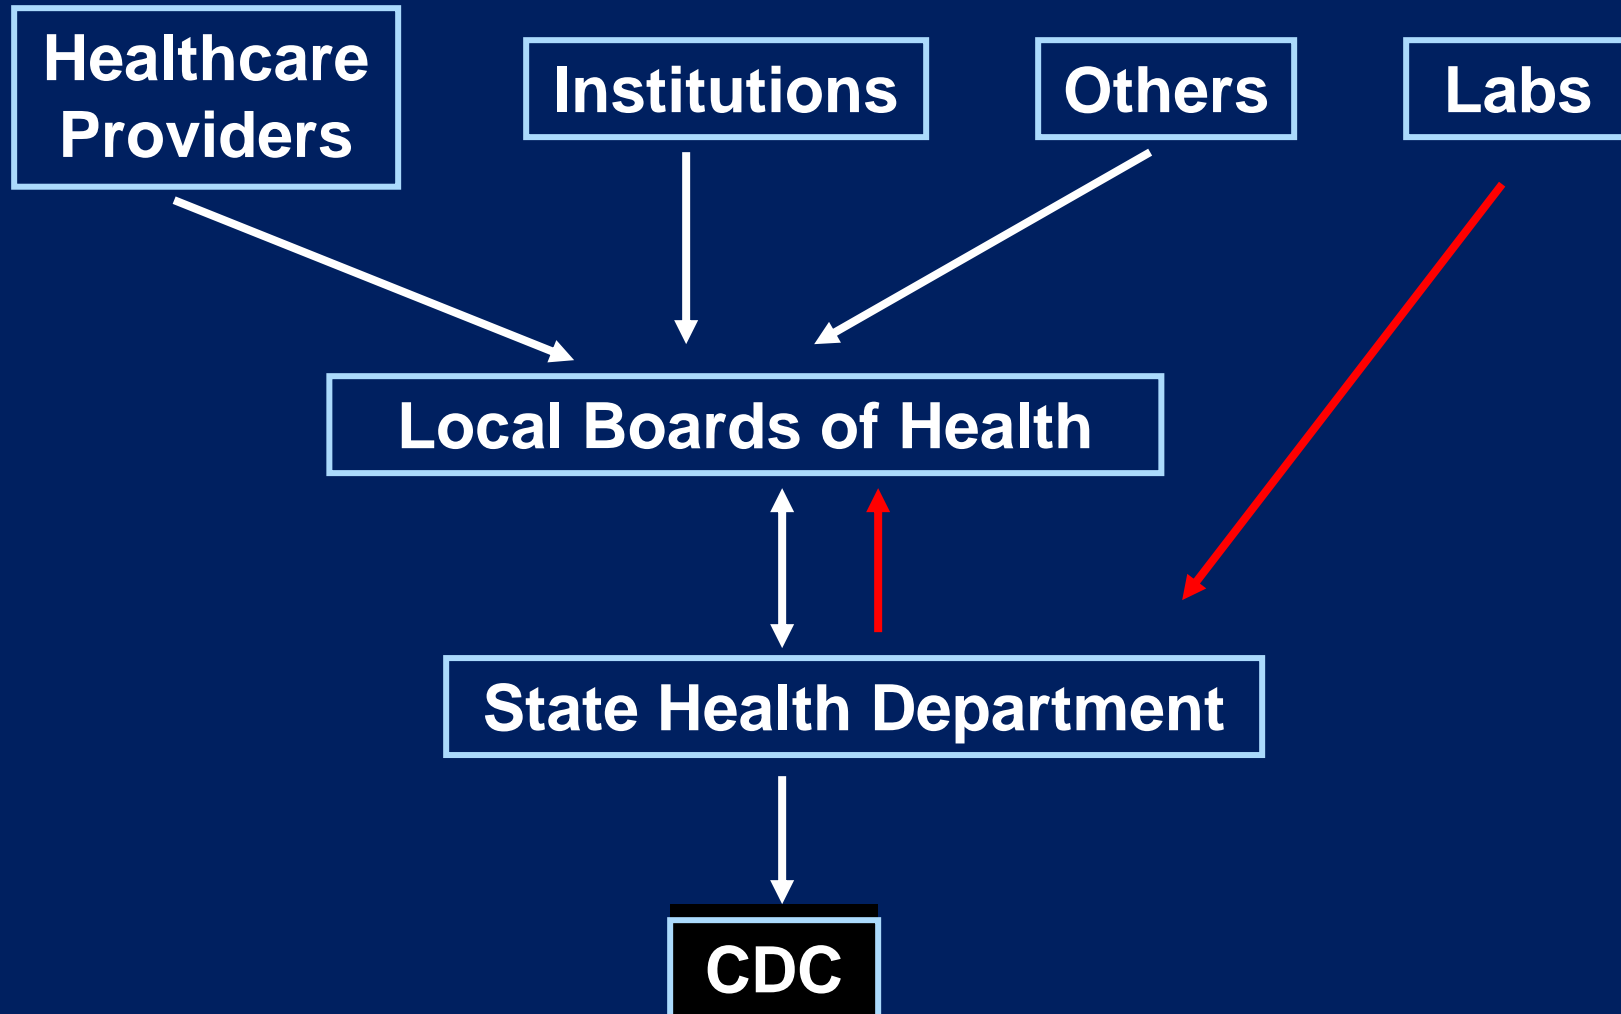 Healthcare
Providers
Institutions
Others
Labs
Local Boards of Health
State Health Department
CDC